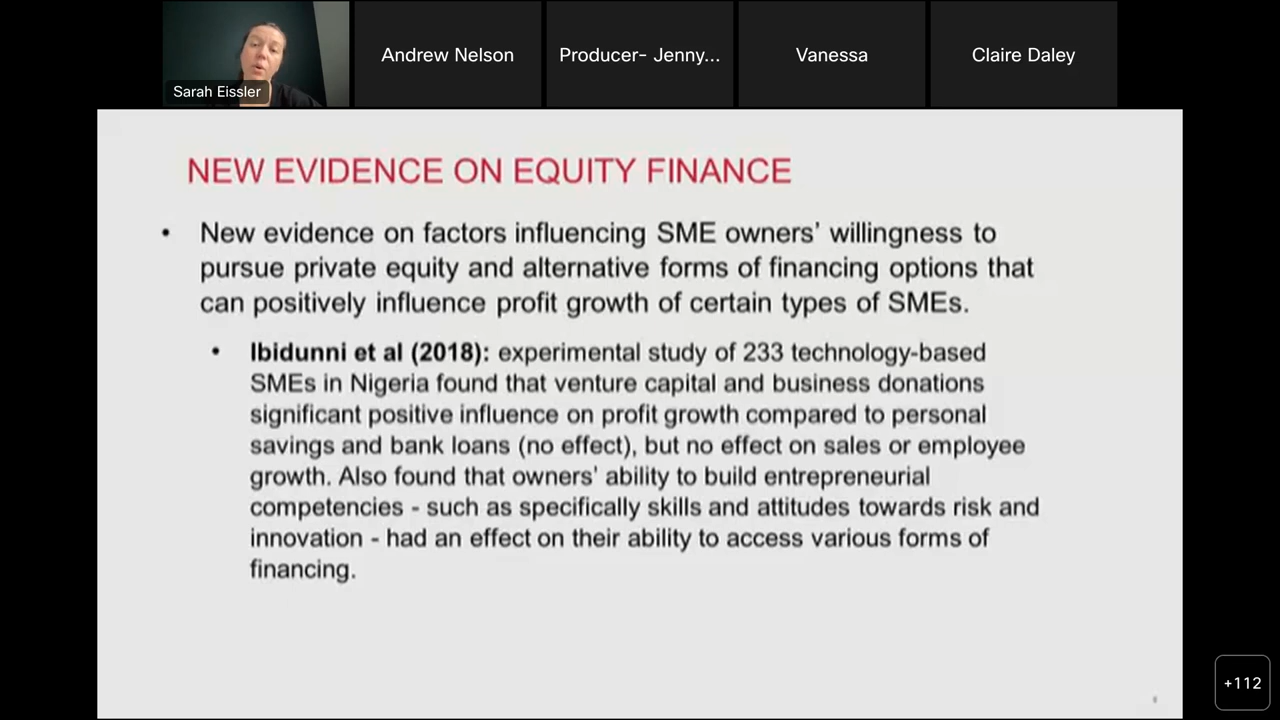 Sarah Eissler
Andrew Nelson
Producer- Jenny...
Vanessa
Claire Daley
NEW EVIDENCE ON EQUITY FINANCE
• New evidence on factors influencing SME owners' willingness to
pursue private equity and alternative forms of financing options that
can positively influence profit growth of certain types of SMEs.
• Ibidunni et al (2018): experimental study of 233 technology-based
SMEs in Nigeria found that venture capital and business donations
significant positive influence on profit growth compared to personal
savings and bank loans (no effect), but no effect on sales or employee
growth. Also found that owners' ability to build entrepreneurial
competencies - such as specifically skills and attitudes towards risk and
innovation - had an effect on their ability to access various forms of
financing.
+112